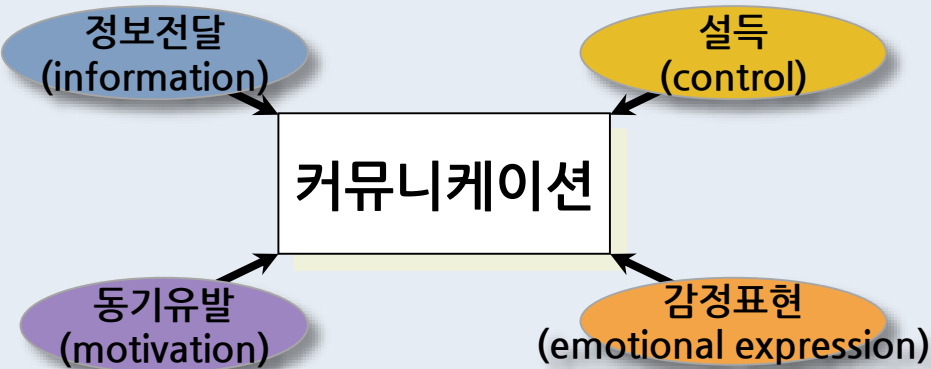 정보전달
(information)
설득
(control)
커뮤니케이션
동기유발
(motivation)
감정표현
(emotional expression)